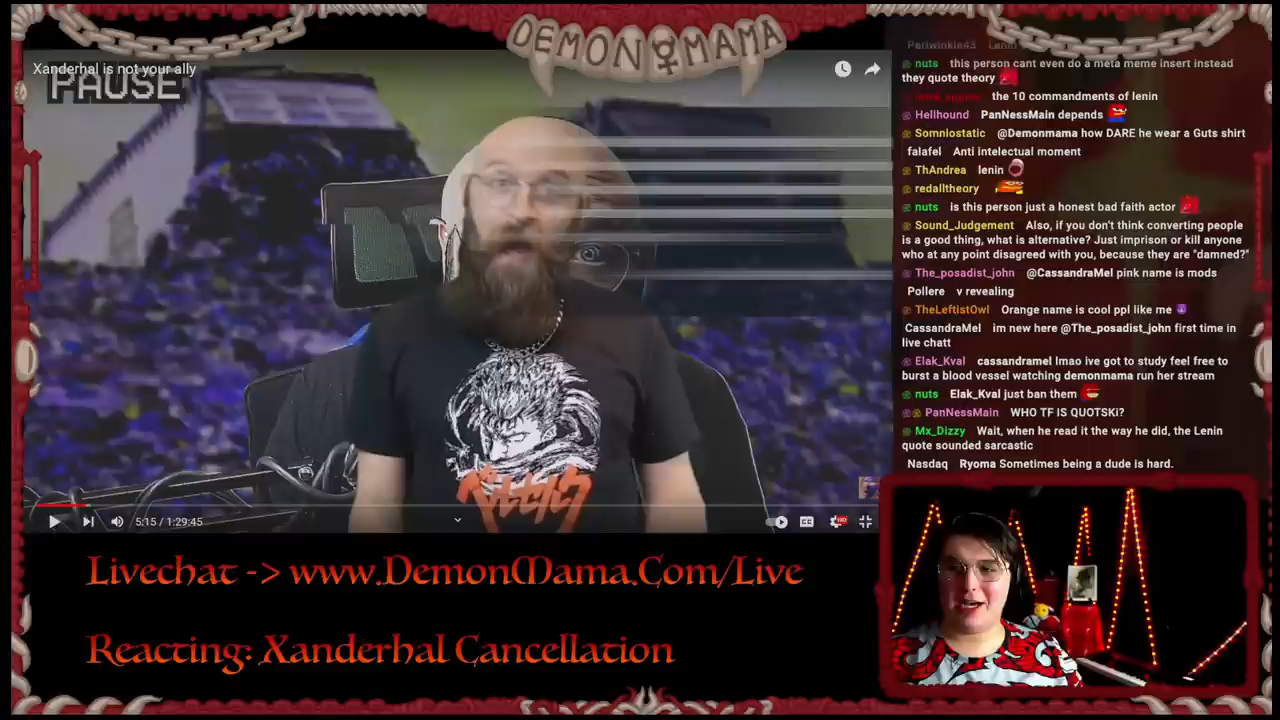 DEMON MAMA
Xanderhal is not your ally
PAUSE
ベルセルク
5:15 / 1:29:45
HD
Livechat -> www.DemonMama.Com/Live
Reacting: Xanderhal Cancellation
Periwinkle43 Lenin
nuts this person cant even do a meta meme insert instead
they quote theory
the 10 commandments of lenin
Hellhound PanNessMain depends
Somniostatic @Demonmama how DARE he wear a Guts shirt
falafel Anti intelectual moment
ThAndrea lenin
redalltheory
nuts is this person just a honest bad faith actor
Sound_Judgement Also, if you don't think converting people
is a good thing, what is alternative? Just imprison or kill anyone
who at any point disagreed with you, because they are "damned?"
The_posadist_john @CassandraMel pink name is mods
Pollere v revealing
TheLeftistOwl Orange name is cool ppl like me
CassandraMel im new here @The_posadist_john first time in
live chatt
Elak_Kval cassandramel lmao ive got to study feel free to
burst a blood vessel watching demonmama run her stream
nuts Elak_Kval just ban them
PanNessMain WHO TF IS QUOTSKi?
Mx_Dizzy Wait, when he read it the way he did, the Lenin
quote sounded sarcastic
Nasdaq Ryoma Sometimes being a dude is hard.